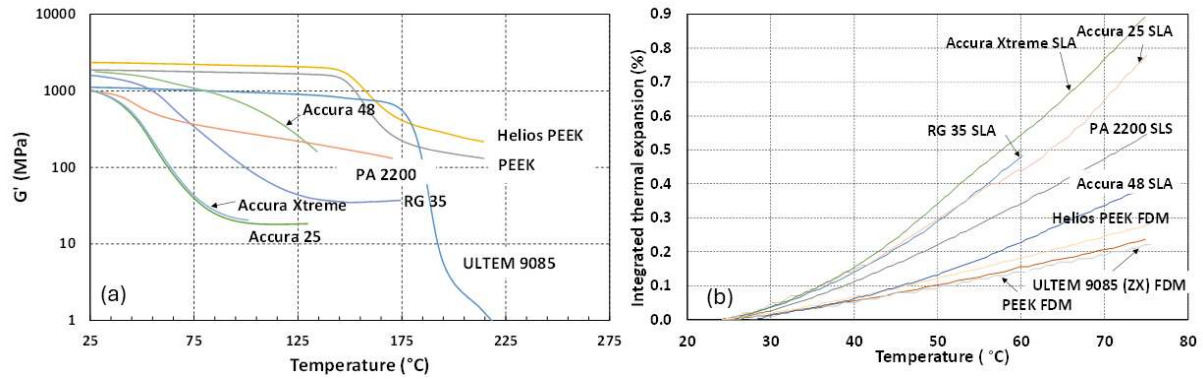 10000
1000
100
10
1
G' (MPa)
25
75
125
175
225
275
Temperature (°C)
(a)
Accura 48
Helios PEEK
PEEK
PA 2200
RG 35
Accura Xtreme
Accura 25
ULTEM 9085
0.9
0.8
0.7
0.6
0.5
0.4
0.3
0.2
0.1
0.0
Integrated thermal expansion (%)
20
30
40
50
60
70
80
Temperature ( °C)
(b)
Accura 25 SLA
Accura Xtreme SLA
RG 35 SLA
PA 2200 SLS
Accura 48 SLA
Helios PEEK FDM
ULTEM 9085 (ZX) FDM
PEEK FDM